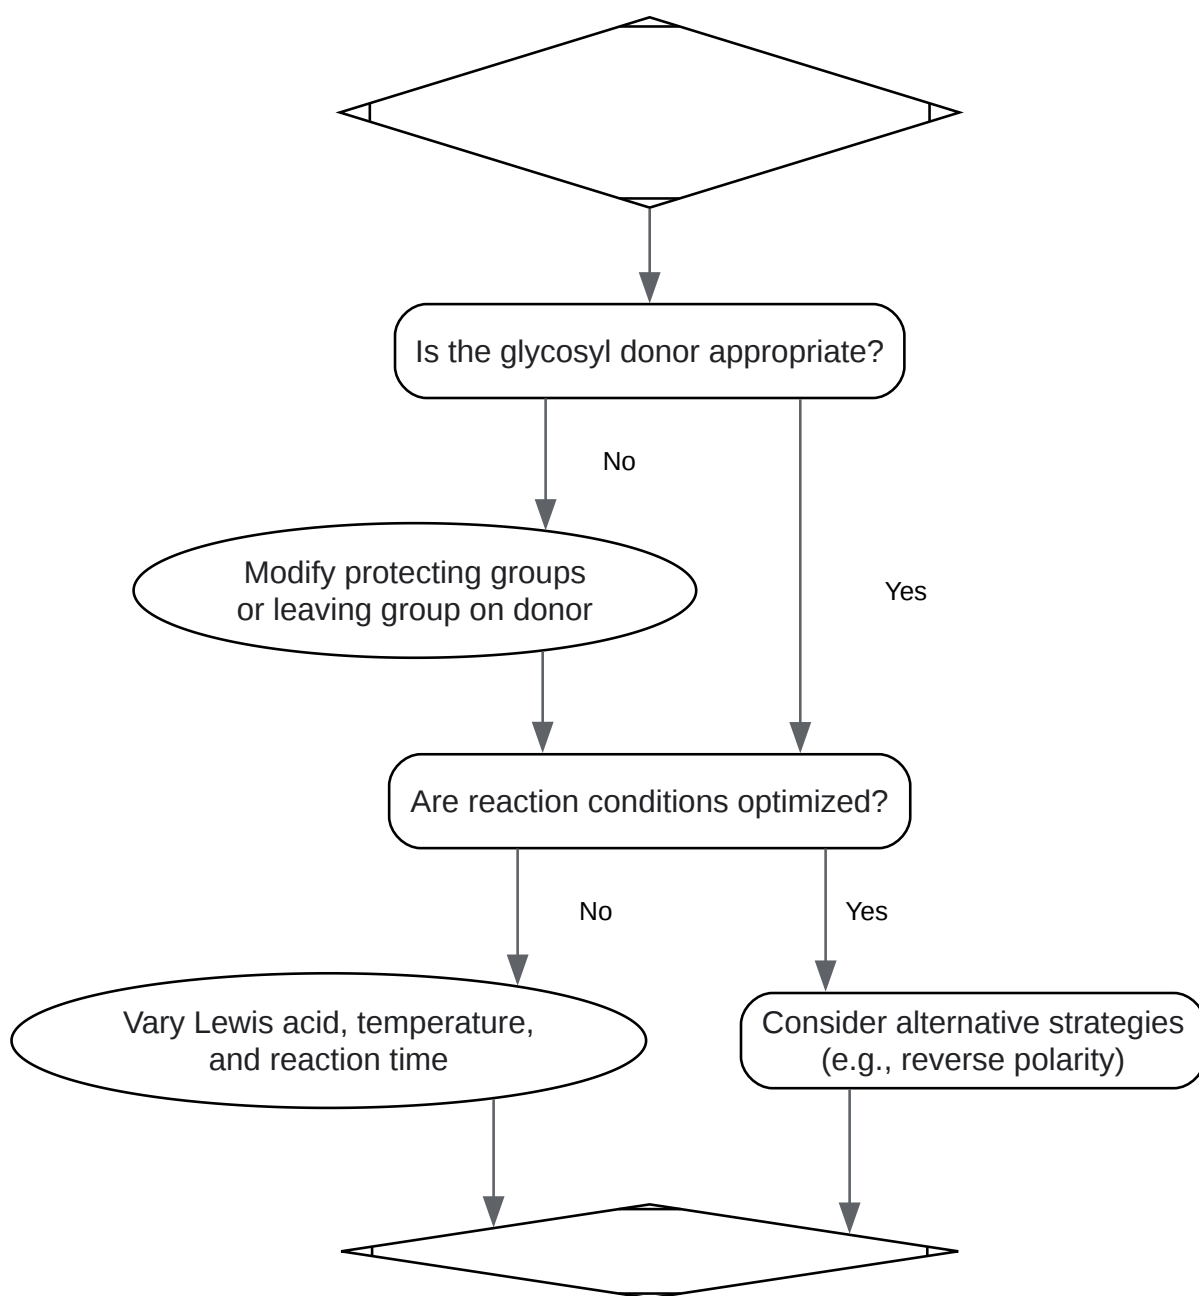 Is the glycosyl donor appropriate?
No
Modify protecting groups
or leaving group on donor
Yes
Are reaction conditions optimized?
No
Yes
Vary Lewis acid, temperature,
and reaction time
Consider alternative strategies
(e.g., reverse polarity)